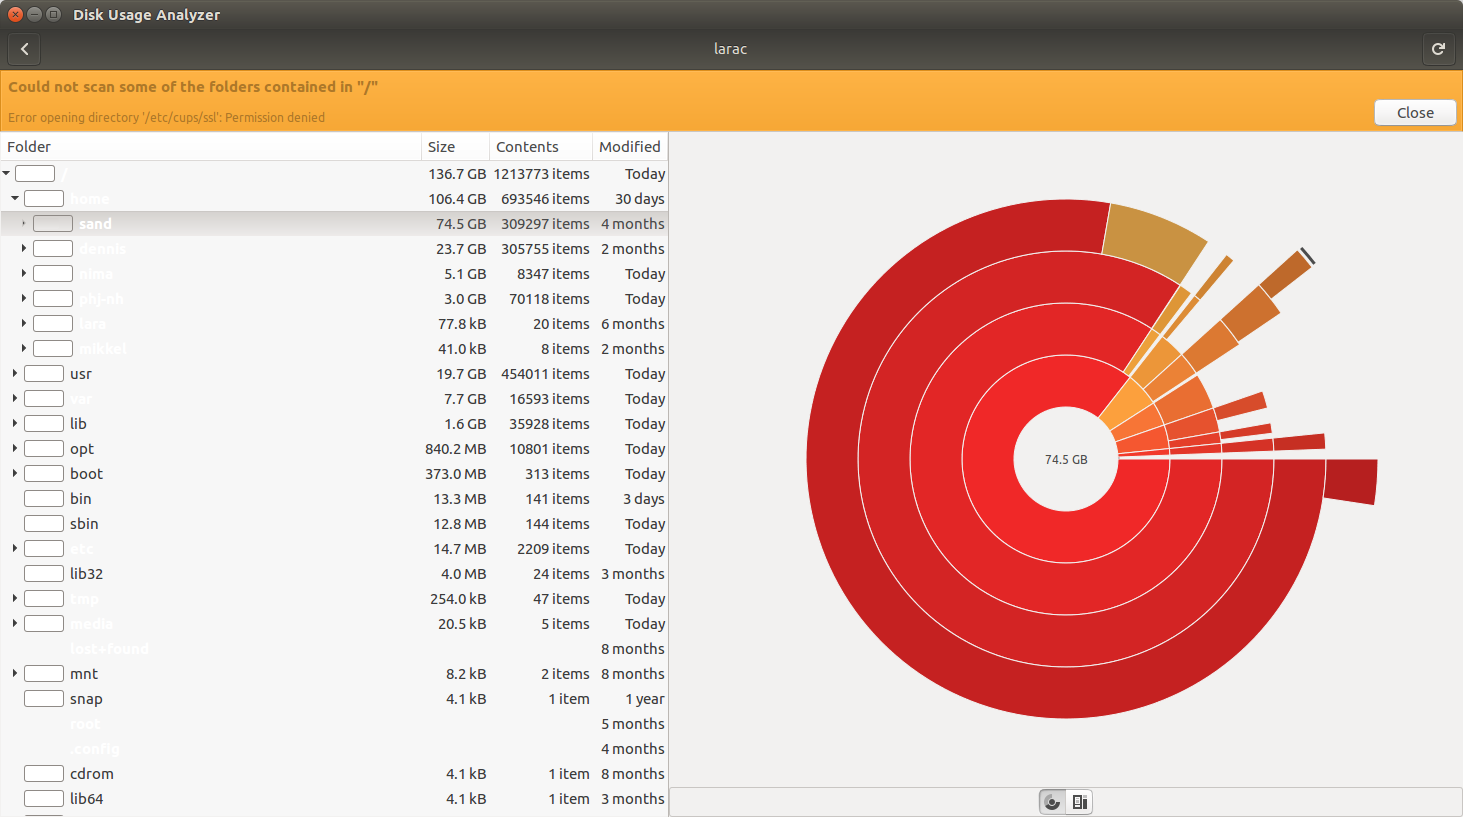 Disk Usage Analyzer
larac
Could not scan some of the folders contained in "/"
Error opening directory '/etc/cups/ssl': Permission denied
Close
Folder Size Contents Modified
/ 136.7 GB 1213773 items Today
home 106.4 GB 693546 items 30 days
sand 74.5 GB 309297 items 4 months
dennis 23.7 GB 305755 items 2 months
nima 5.1 GB 8347 items Today
phj-nh 3.0 GB 70118 items Today
lara 77.8 kB 20 items 6 months
mikkel 41.0 kB 8 items 2 months
usr 19.7 GB 454011 items Today
var 7.7 GB 16593 items Today
lib 1.6 GB 35928 items Today
opt 840.2 MB 10801 items Today
boot 373.0 MB 313 items Today
bin 13.3 MB 141 items 3 days
sbin 12.8 MB 144 items Today
etc 14.7 MB 2209 items Today
lib32 4.0 MB 24 items 3 months
tmp 254.0 kB 47 items Today
media 20.5 kB 5 items Today
lost+found 8 months
mnt 8.2 kB 2 items 8 months
snap 4.1 kB 1 item 1 year
root 5 months
.config 4 months
cdrom 4.1 kB 1 item 8 months
lib64 4.1 kB 1 item 3 months
74.5 GB